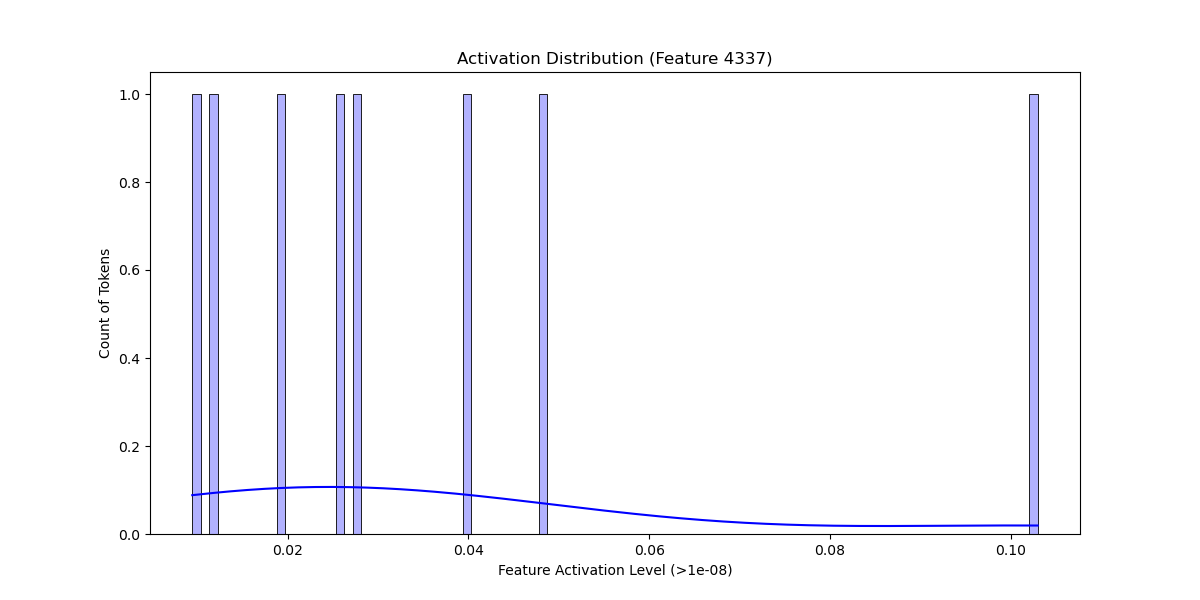 Activation Distribution (Feature 4337)
Count of Tokens
1.0
0.8
0.6
0.4
0.2
0.0
0.02 0.04 0.06 0.08 0.10
Feature Activation Level (>1e-08)